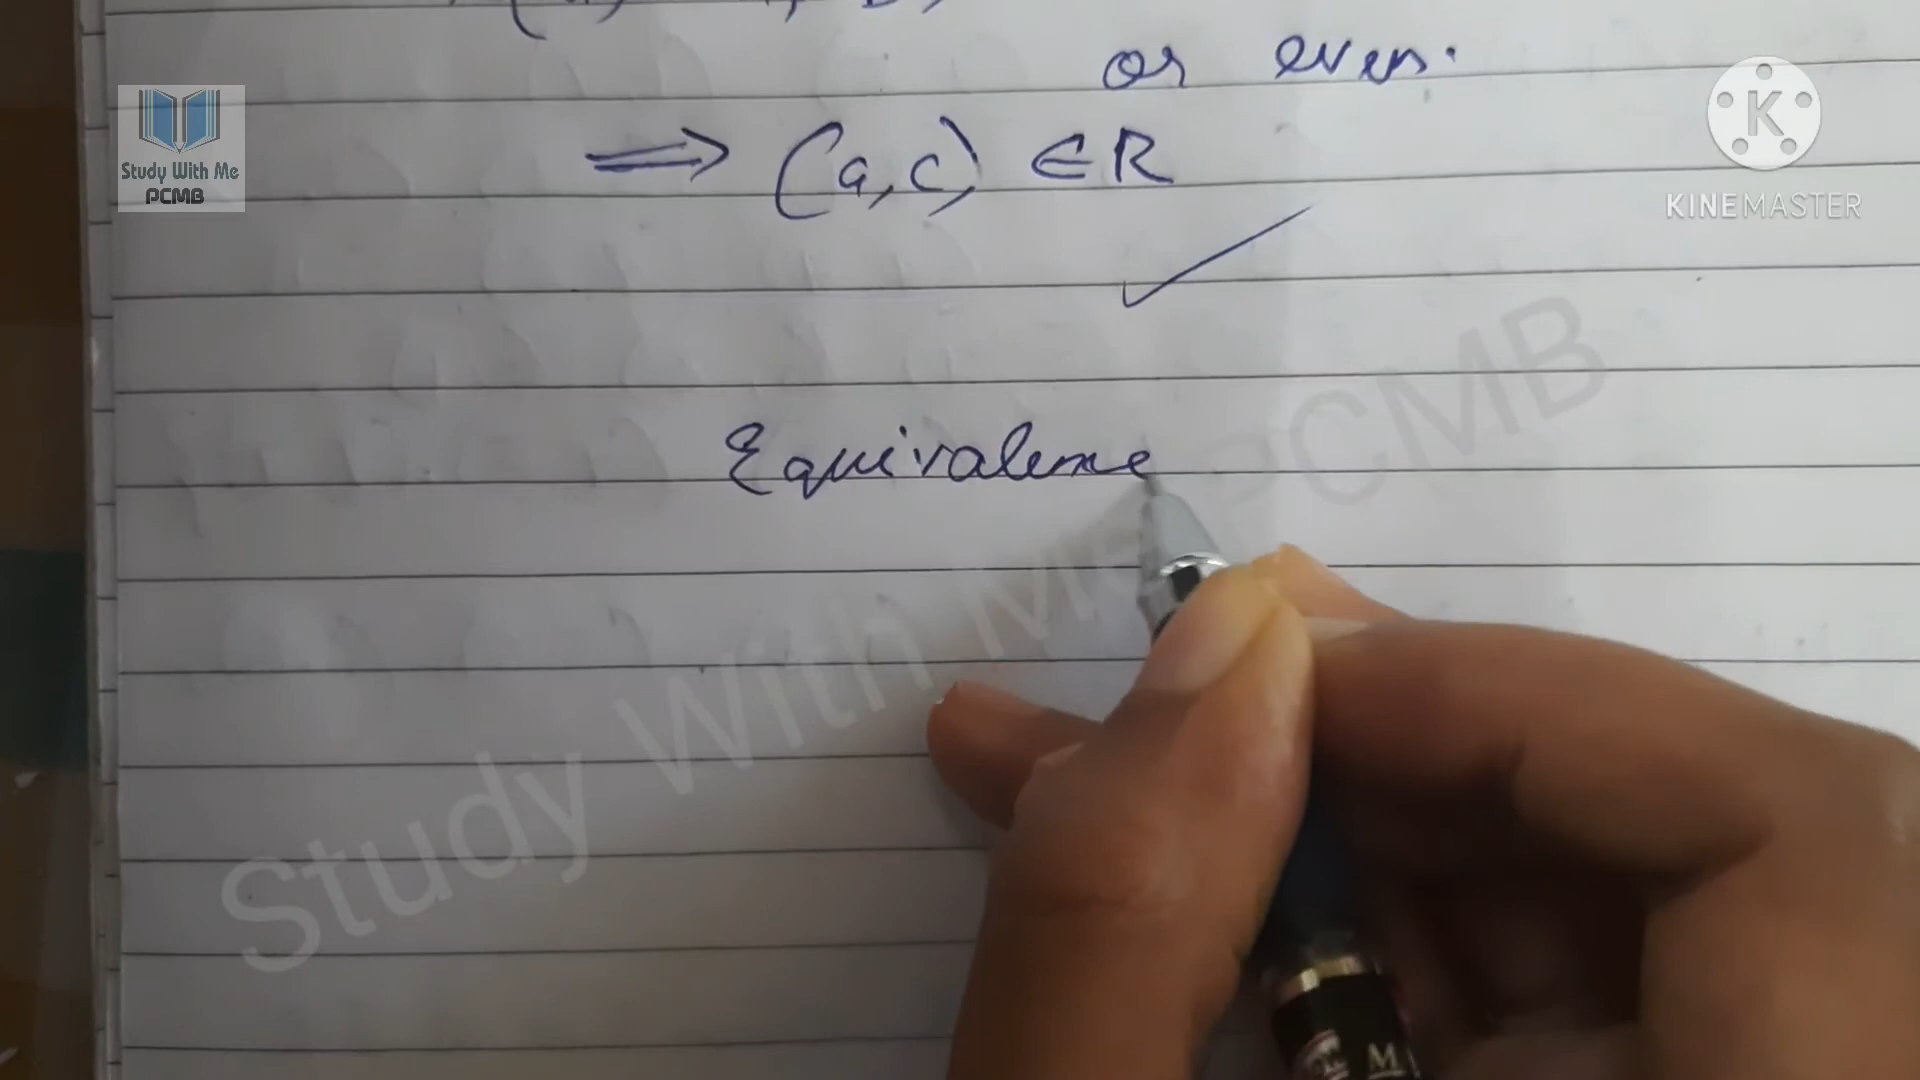 or even.
⟹ (a,c) ∈ R
Equivalence
Study With Me
PCMB
KINEMASTER
Study With Me PCMB
M